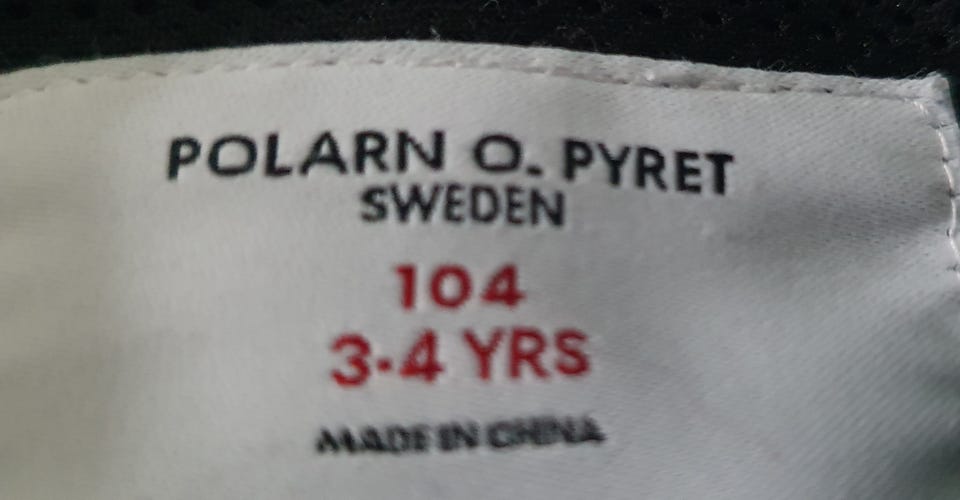 POLARN O. PYRET
SWEDEN
104
3-4 YRS
MADE IN CHINA